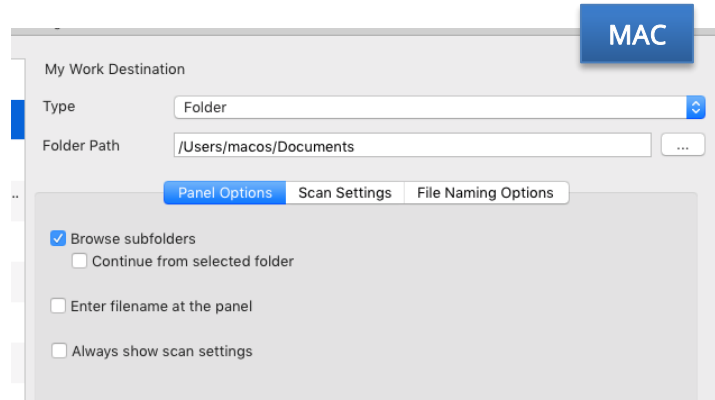 MAC
My Work Destination
Type Folder
Folder Path /Users/macos/Documents ...
Panel Options Scan Settings File Naming Options
Browse subfolders
Continue from selected folder
Enter filename at the panel
Always show scan settings